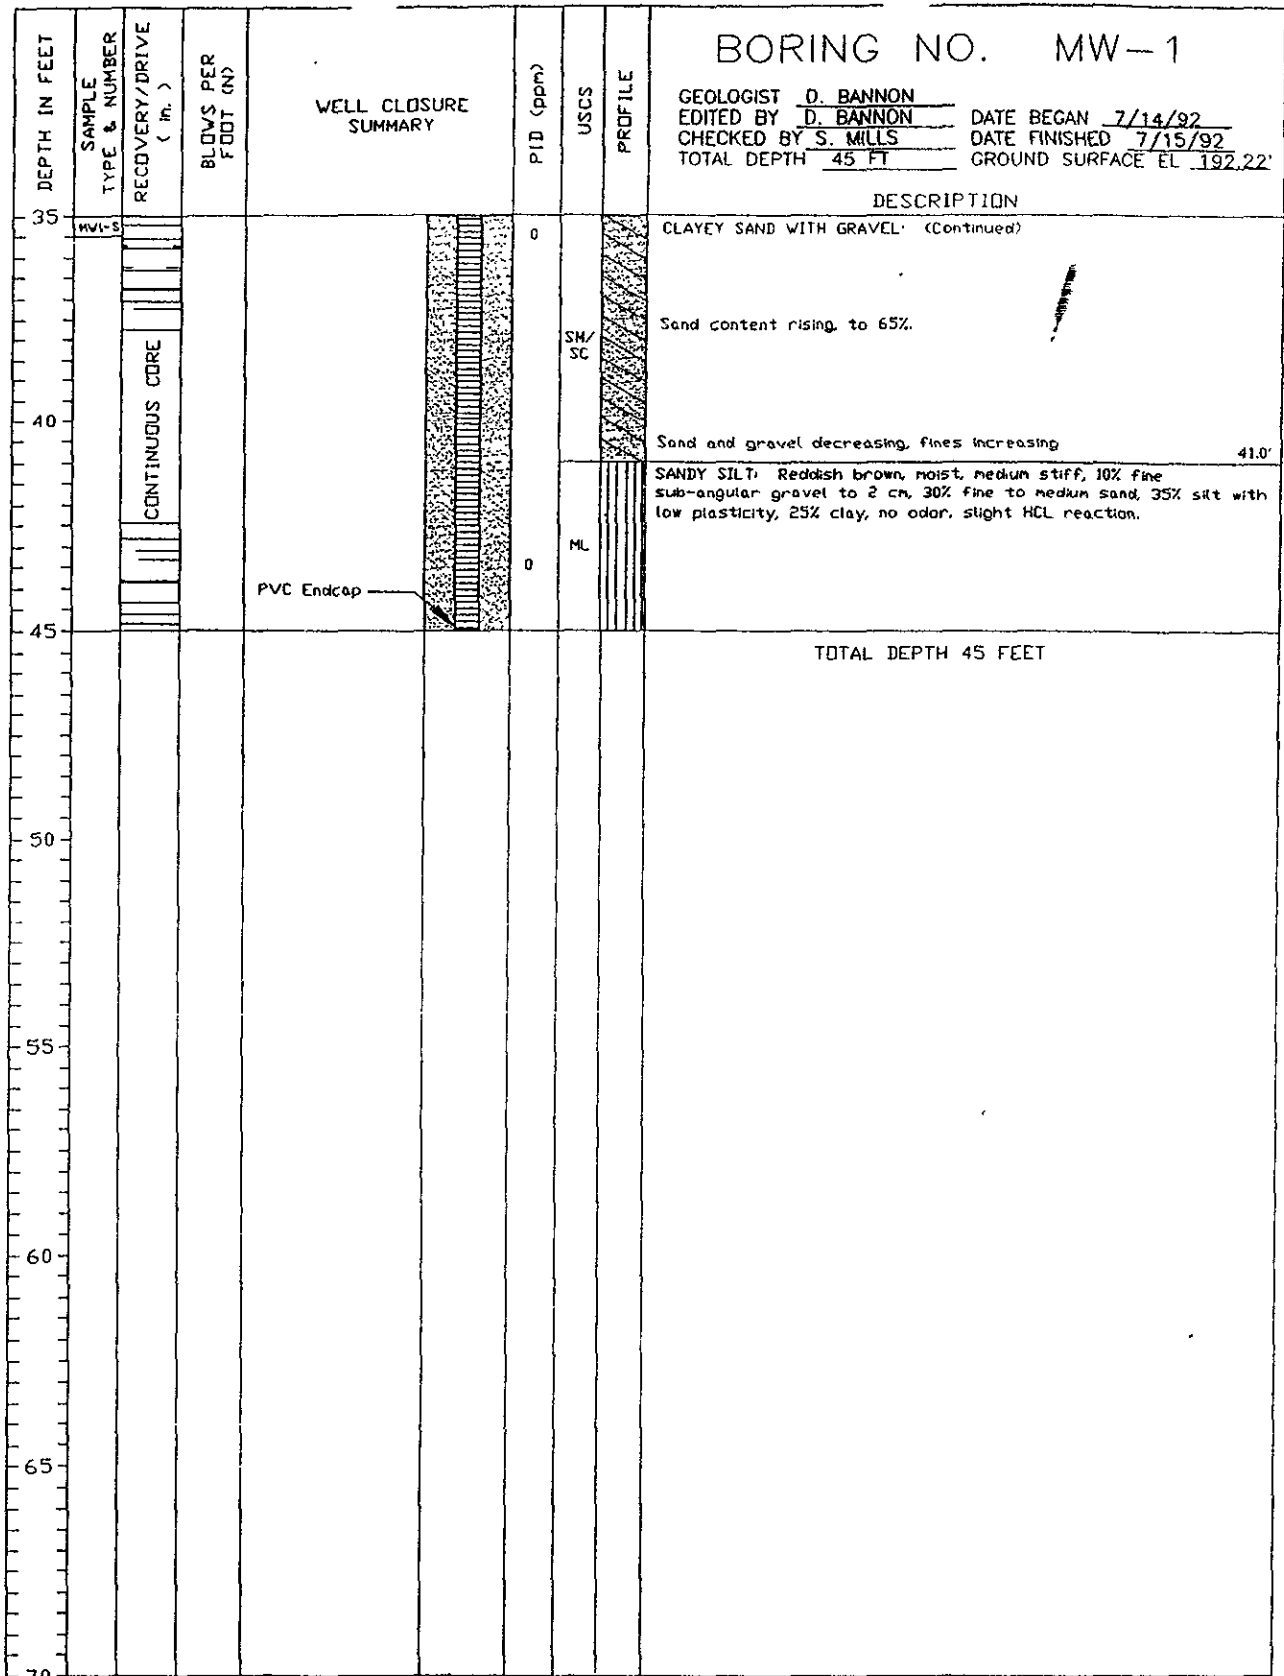 BORING NO. MW-1
GEOLOGIST D. BANNON
EDITED BY D. BANNON DATE BEGAN 7/14/92
CHECKED BY S. MILLS DATE FINISHED 7/15/92
TOTAL DEPTH 45 FT GROUND SURFACE EL 192.22'
DEPTH IN FEET
SAMPLE
TYPE & NUMBER
RECOVERY/DRIVE
( in. )
BLOWS PER
FOOT (N)
WELL CLOSURE
SUMMARY
PID (ppm)
USCS
PROFILE
DESCRIPTION
35
MW1-S
0
CLAYEY SAND WITH GRAVEL: (Continued)
Sand content rising, to 65%.
SM/
SC
CONTINUOUS CORE
40
Sand and gravel decreasing, fines increasing
41.0'
SANDY SILT: Reddish brown, moist, medium stiff, 10% fine
sub-angular gravel to 2 cm, 30% fine to medium sand, 35% silt with
low plasticity, 25% clay, no odor, slight HCL reaction.
ML
0
PVC Endcap
45
TOTAL DEPTH 45 FEET
50
55
60
65
70